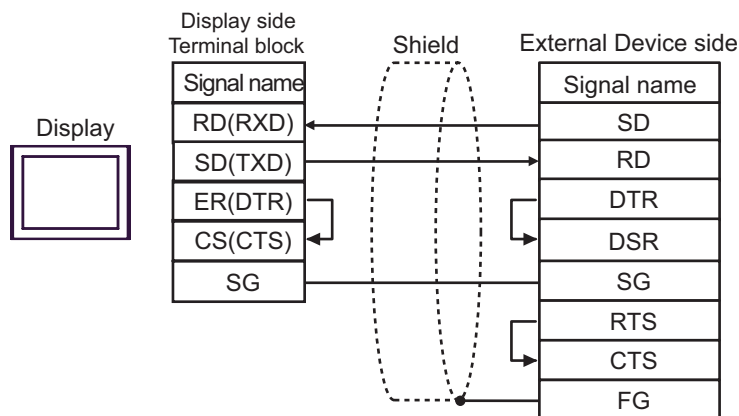 Display side
Terminal block
Shield
External Device side
Signal name
Signal name
Display
RD(RXD)
SD
SD(TXD)
RD
ER(DTR)
DTR
CS(CTS)
DSR
SG
SG
RTS
CTS
FG